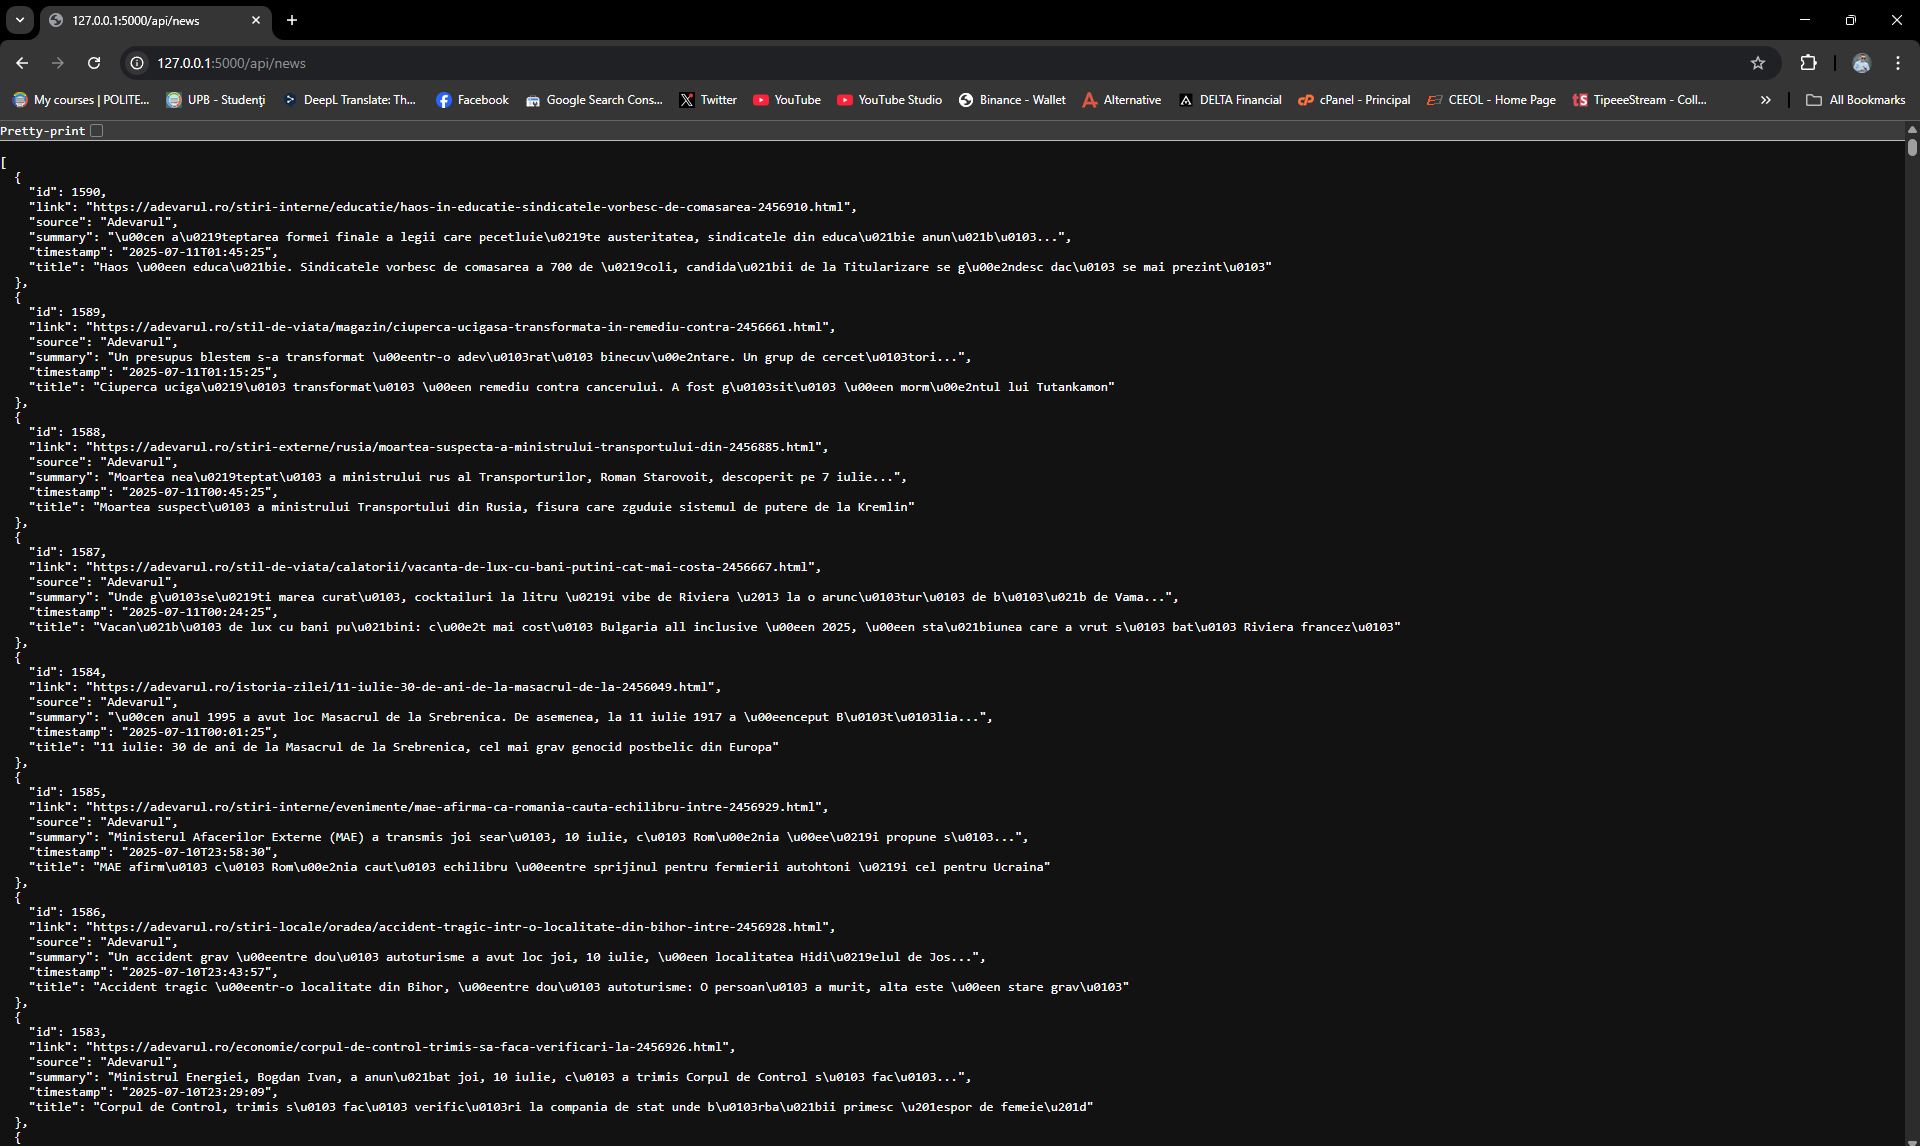 127.0.0.1:5000/api/news
127.0.0.1:5000/api/news
My courses | POLITE... UPB - Studenți DeepL Translate: Th... Facebook Google Search Cons... Twitter YouTube YouTube Studio Binance - Wallet Alternative DELTA Financial cPanel - Principal CEEOL - Home Page TipeeeStream - Coll... » All Bookmarks
Pretty-print
[
{
"id": 1590,
"link": "https://adevarul.ro/stiri-interne/educatie/haos-in-educatie-sindicatele-vorbesc-de-comasarea-2456910.html",
"source": "Adevarul",
"summary": "\u00cen a\u0219teptarea formei finale a legii care pecetluie\u0219te austeritatea, sindicatele din educa\u021bie anun\u021b\u0103...",
"timestamp": "2025-07-11T01:45:25",
"title": "Haos \u00een educa\u021bie. Sindicatele vorbesc de comasarea a 700 de \u0219coli, candida\u021bii de la Titularizare se g\u00e2ndesc dac\u0103 se mai prezint\u0103"
},
{
"id": 1589,
"link": "https://adevarul.ro/stil-de-viata/magazin/ciuperca-ucigasa-transformata-in-remediu-contra-2456661.html",
"source": "Adevarul",
"summary": "Un presupus blestem s-a transformat \u00eentr-o adev\u0103rat\u0103 binecuv\u00e2ntare. Un grup de cercet\u0103tori...",
"timestamp": "2025-07-11T01:15:25",
"title": "Ciuperca uciga\u0219\u0103 transformat\u0103 \u00een remediu contra cancerului. A fost g\u0103sit\u0103 \u00een morm\u00e2ntul lui Tutankamon"
},
{
"id": 1588,
"link": "https://adevarul.ro/stiri-externe/rusia/moartea-suspecta-a-ministrului-transportului-din-2456885.html",
"source": "Adevarul",
"summary": "Moartea nea\u0219teptat\u0103 a ministrului rus al Transporturilor, Roman Starovoit, descoperit pe 7 iulie...",
"timestamp": "2025-07-11T00:45:25",
"title": "Moartea suspect\u0103 a ministrului Transportului din Rusia, fisura care zguduie sistemul de putere de la Kremlin"
},
{
"id": 1587,
"link": "https://adevarul.ro/stil-de-viata/calatorii/vacanta-de-lux-cu-bani-putini-cat-mai-costa-2456667.html",
"source": "Adevarul",
"summary": "Unde g\u0103se\u0219ti marea curat\u0103, cocktailuri la litru \u0219i vibe de Riviera \u2013 la o arunc\u0103tur\u0103 de b\u0103\u021b de Vama...",
"timestamp": "2025-07-11T00:24:25",
"title": "Vacan\u021b\u0103 de lux cu bani pu\u021bini: c\u00e2t mai cost\u0103 Bulgaria all inclusive \u00een 2025, \u00een sta\u021biunea care a vrut s\u0103 bat\u0103 Riviera francez\u0103"
},
{
"id": 1584,
"link": "https://adevarul.ro/istoria-zilei/11-iulie-30-de-ani-de-la-masacrul-de-la-2456049.html",
"source": "Adevarul",
"summary": "\u00cen anul 1995 a avut loc Masacrul de la Srebrenica. De asemenea, la 11 iulie 1917 a \u00eenceput B\u0103t\u0103lia...",
"timestamp": "2025-07-11T00:01:25",
"title": "11 iulie: 30 de ani de la Masacrul de la Srebrenica, cel mai grav genocid postbelic din Europa"
},
{
"id": 1585,
"link": "https://adevarul.ro/stiri-interne/evenimente/mae-afirma-ca-romania-cauta-echilibru-intre-2456929.html",
"source": "Adevarul",
"summary": "Ministerul Afacerilor Externe (MAE) a transmis joi sear\u0103, 10 iulie, c\u0103 Rom\u00e2nia \u00ee\u0219i propune s\u0103...",
"timestamp": "2025-07-10T23:58:30",
"title": "MAE afirm\u0103 c\u0103 Rom\u00e2nia caut\u0103 echilibru \u00eentre sprijinul pentru fermierii autohtoni \u0219i cel pentru Ucraina"
},
{
"id": 1586,
"link": "https://adevarul.ro/stiri-locale/oradea/accident-tragic-intr-o-localitate-din-bihor-intre-2456928.html",
"source": "Adevarul",
"summary": "Un accident grav \u00eentre dou\u0103 autoturisme a avut loc joi, 10 iulie, \u00een localitatea Hidi\u0219elul de Jos...",
"timestamp": "2025-07-10T23:43:57",
"title": "Accident tragic \u00eentr-o localitate din Bihor, \u00eentre dou\u0103 autoturisme: O persoan\u0103 a murit, alta este \u00een stare grav\u0103"
},
{
"id": 1583,
"link": "https://adevarul.ro/economie/corpul-de-control-trimis-sa-faca-verificari-la-2456926.html",
"source": "Adevarul",
"summary": "Ministrul Energiei, Bogdan Ivan, a anun\u021bat joi, 10 iulie, c\u0103 a trimis Corpul de Control s\u0103 fac\u0103...",
"timestamp": "2025-07-10T23:29:09",
"title": "Corpul de Control, trimis s\u0103 fac\u0103 verific\u0103ri la compania de stat unde b\u0103rba\u021bii primesc \u201espor de femeie\u201d"
},
{